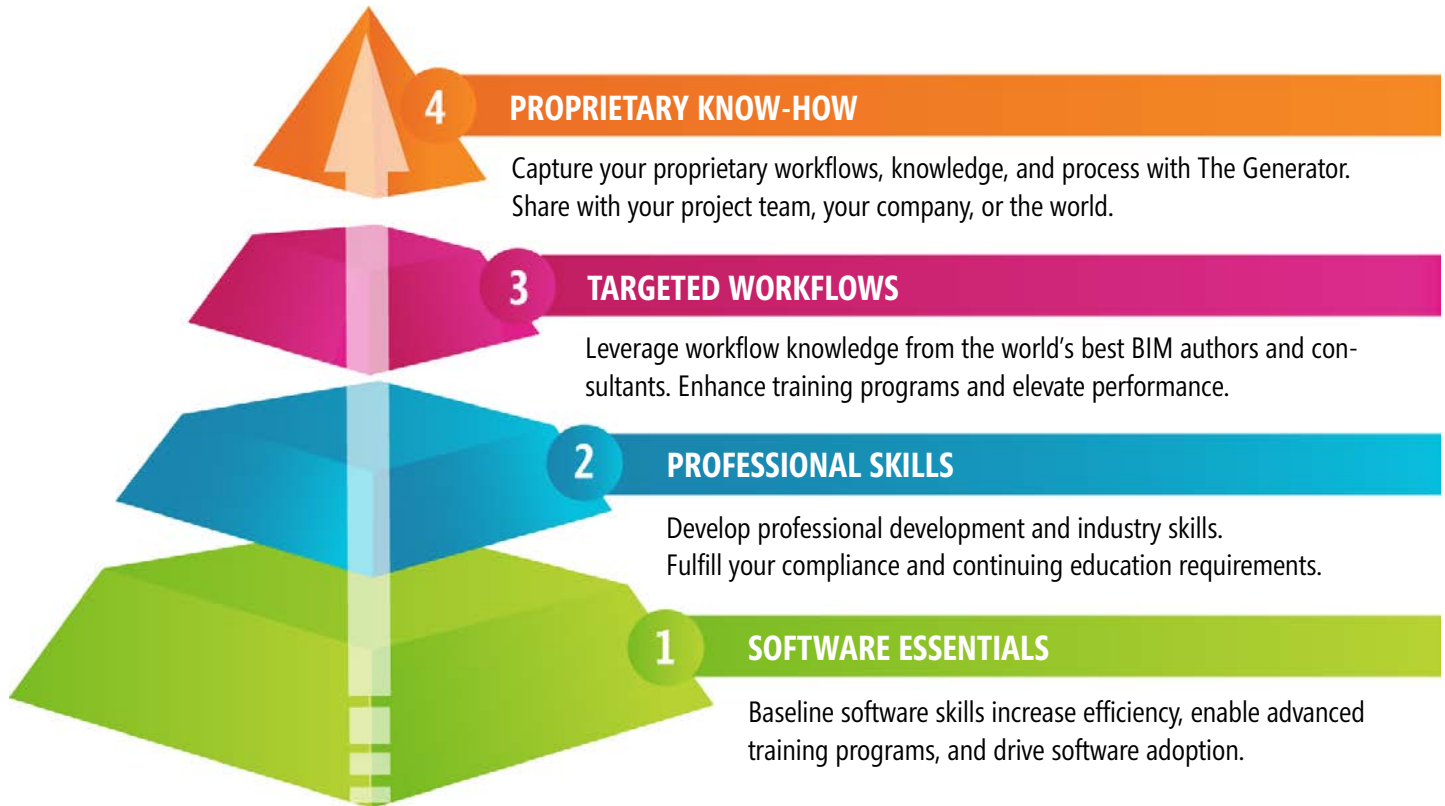 4 PROPRIETARY KNOW-HOW
Capture your proprietary workflows, knowledge, and process with The Generator.
Share with your project team, your company, or the world.
3 TARGETED WORKFLOWS
Leverage workflow knowledge from the world’s best BIM authors and con-
sultants. Enhance training programs and elevate performance.
2 PROFESSIONAL SKILLS
Develop professional development and industry skills.
Fulfill your compliance and continuing education requirements.
1 SOFTWARE ESSENTIALS
Baseline software skills increase efficiency, enable advanced
training programs, and drive software adoption.